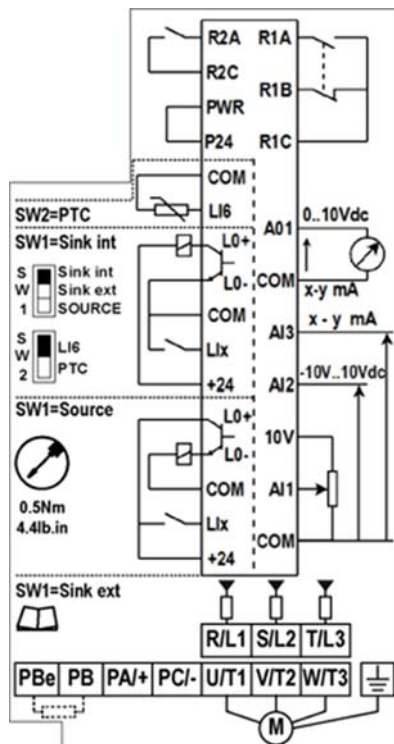 R2A R1A
R2C R1B
PWR
P24 R1C
COM
SW2=PTC LI6 AO1 0..10Vdc
SW1=Sink int L0+
S W 1 Sink int Sink ext SOURCE
L0- COM x-y mA
COM AI3 x - y mA
S W 2 LI6 PTC
LIx
+24 AI2 -10V..10Vdc
SW1=Source L0+ 10V
L0-
COM AI1
0.5Nm
4.4lb.in
LIx COM
+24
SW1=Sink ext
R/L1 S/L2 T/L3
PBe PB PA/+ PC/- U/T1 V/T2 W/T3
M